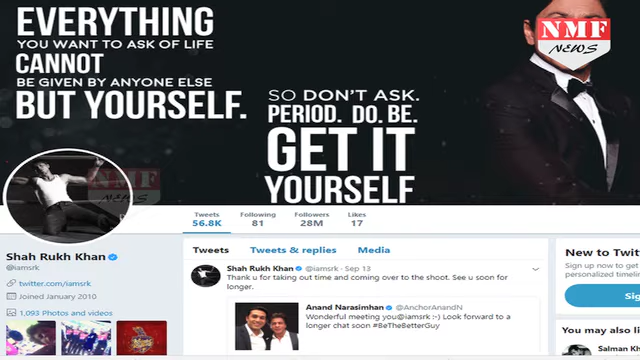 EVERYTHING
YOU WANT TO ASK OF LIFE
CANNOT
BE GIVEN BY ANYONE ELSE
BUT YOURSELF.
SO DON'T ASK.
PERIOD. DO. BE.
GET IT
YOURSELF
NMF
NEWS
NMF
NEWS
Tweets
56.8K
Following
81
Followers
28M
Likes
17
Shah Rukh Khan
@iamsrk
twitter.com/iamsrk
Joined January 2010
1,093 Photos and videos
Tweets Tweets & replies Media
Shah Rukh Khan @iamsrk · Sep 13
Thank u for taking out time and coming over to the shoot. See u soon for
longer.
Anand Narasimhan @AnchorAnandN
Wonderful meeting you@iamsrk :-) Look forward to a
longer chat soon #BeTheBetterGuy
New to Twitt
Sign up now to get
Si
You may also li
Salman Kh